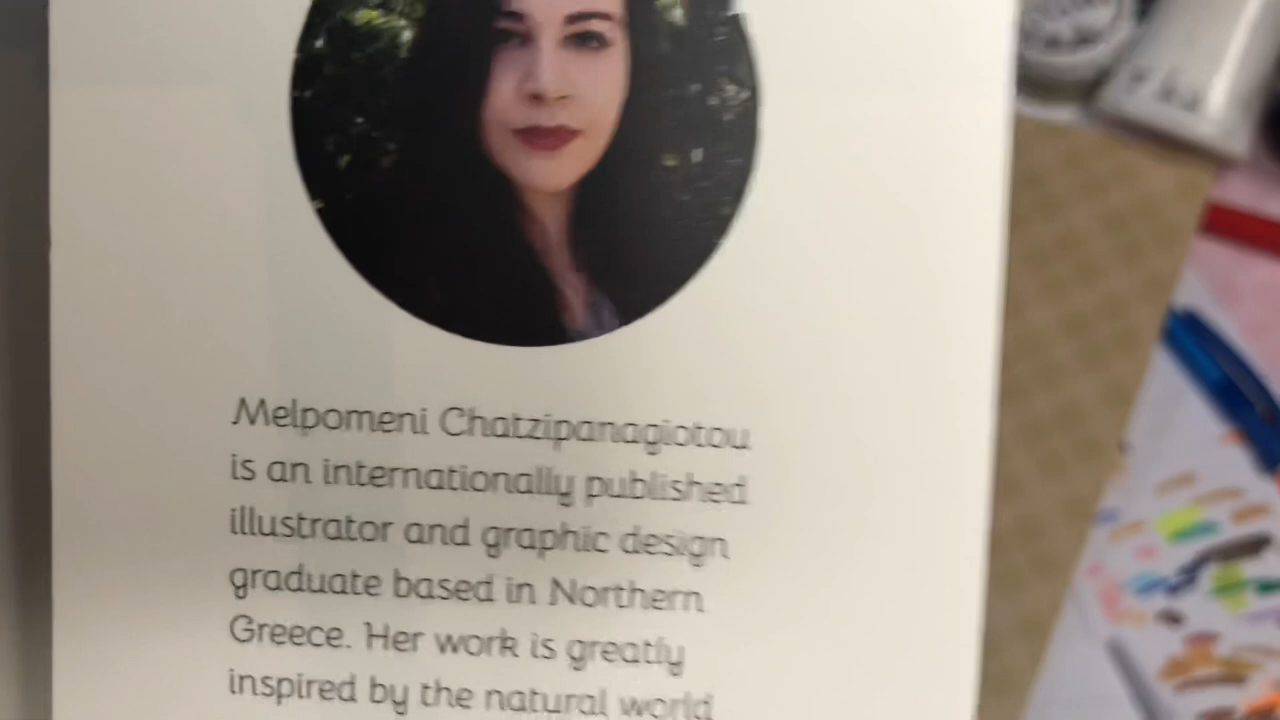 Melpomeni Chatzipanagiotou
is an internationally published
illustrator and graphic design
graduate based in Northern
Greece. Her work is greatly
inspired by the natural world